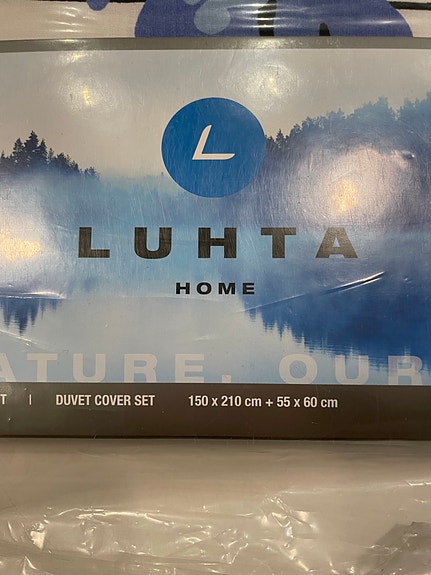 L
LUHTA
HOME
ATURE. OUR
T | DUVET COVER SET 150 x 210 cm + 55 x 60 cm